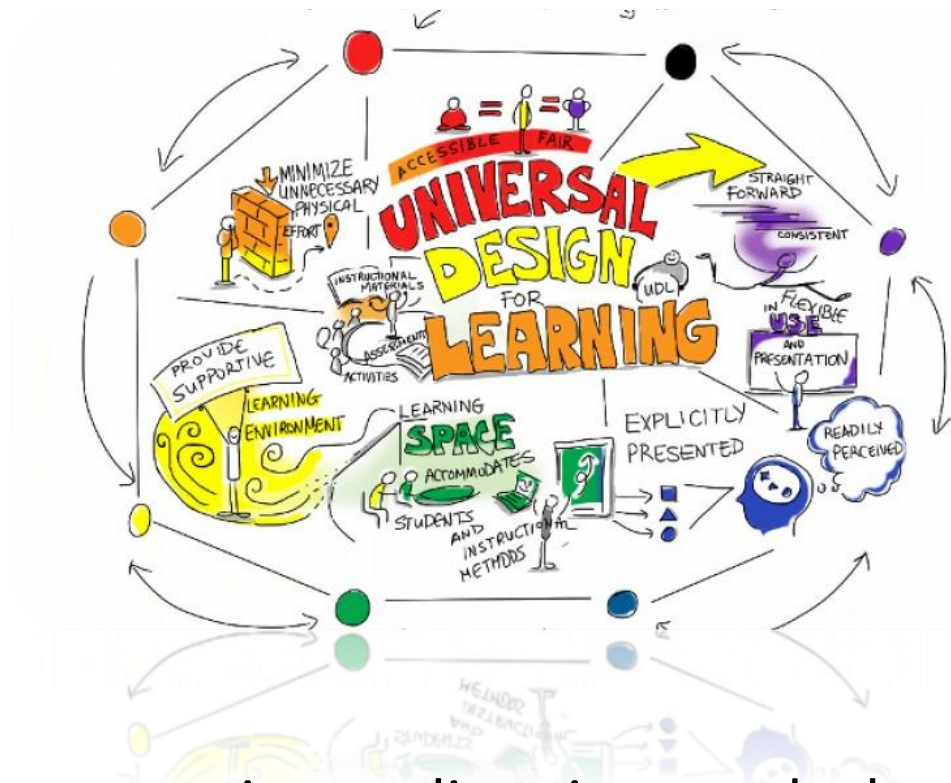 ACCESSIBLE FAIR
UNIVERSAL
DESIGN
FOR
LEARNING
UDL
MINIMIZE
UNNECESSARY
PHYSICAL
EFFORT
STRAIGHT
FORWARD
CONSISTENT
INSTRUCTIONAL
MATERIALS
ASSESSMENTS
ACTIVITIES
IN FLEXIBLE
USE
AND
PRESENTATION
PROVIDE
SUPPORTIVE
LEARNING
ENVIRONMENT
LEARNING
SPACE
ACCOMMODATES
STUDENTS
AND
INSTRUCTIONAL
METHODS
EXPLICITLY
PRESENTED
READILY
PERCEIVED